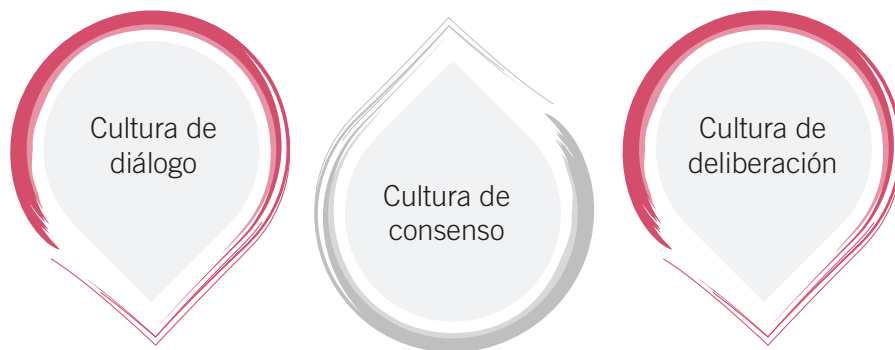 Cultura de
diálogo
Cultura de
consenso
Cultura de
deliberación